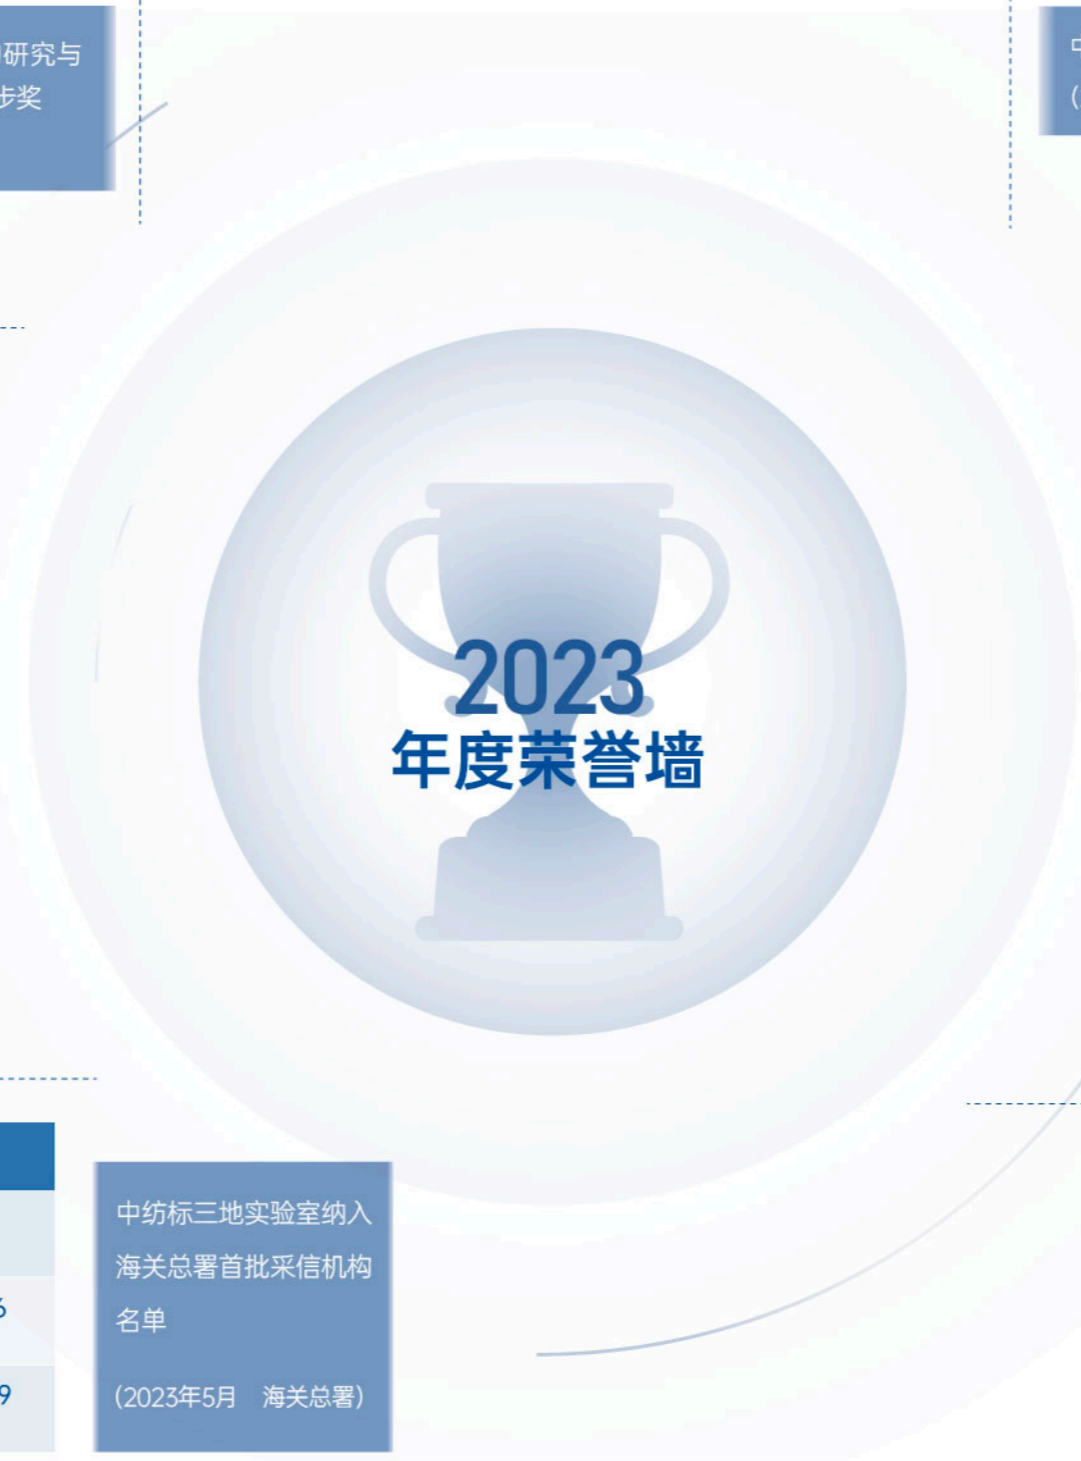 研究与
步奖
(
2023
年度荣誉墙
6
9
中纺标三地实验室纳入
海关总署首批采信机构
名单
(2023年5月 海关总署)